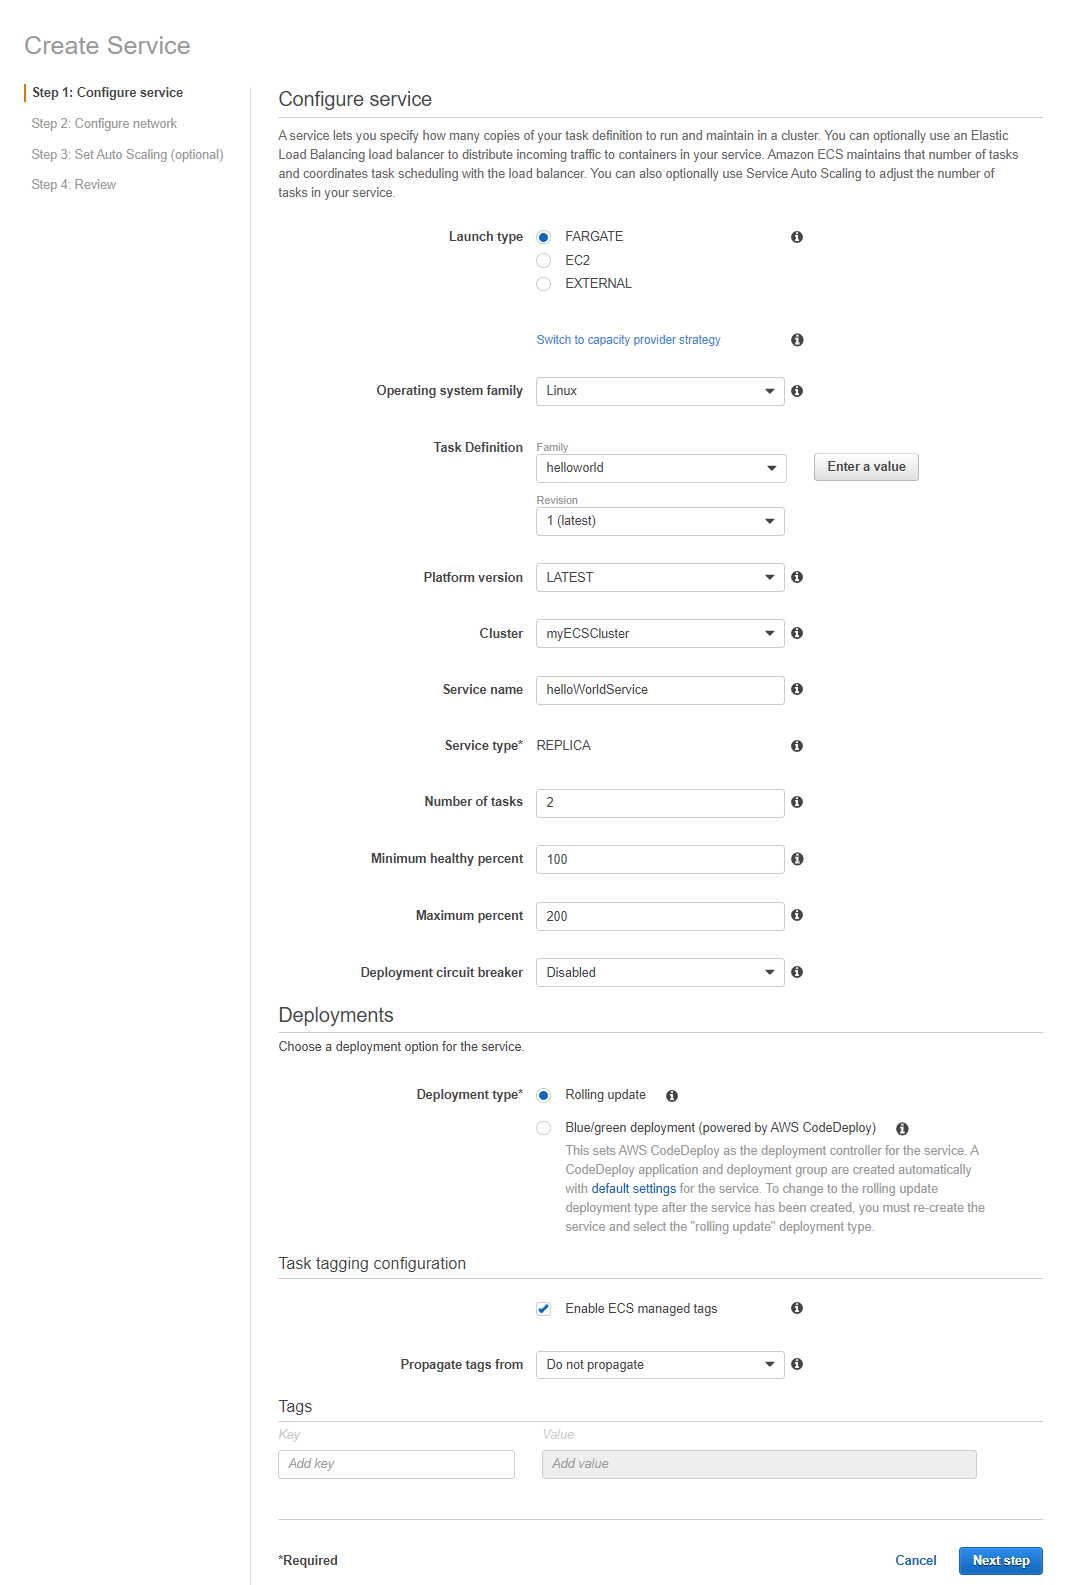 Create Service
Step 1: Configure service
Step 2: Configure network
Step 3: Set Auto Scaling (optional)
Step 4: Review
Configure service
A service lets you specify how many copies of your task definition to run and maintain in a cluster. You can optionally use an Elastic
Load Balancing load balancer to distribute incoming traffic to containers in your service. Amazon ECS maintains that number of tasks
and coordinates task scheduling with the load balancer. You can also optionally use Service Auto Scaling to adjust the number of
tasks in your service.
Launch type FARGATE
EC2
EXTERNAL
Switch to capacity provider strategy
Operating system family Linux
Task Definition Family
helloworld Enter a value
Revision
1 (latest)
Platform version LATEST
Cluster myECSCluster
Service name helloWorldService
Service type* REPLICA
Number of tasks 2
Minimum healthy percent 100
Maximum percent 200
Deployment circuit breaker Disabled
Deployments
Choose a deployment option for the service.
Deployment type* Rolling update
Blue/green deployment (powered by AWS CodeDeploy)
This sets AWS CodeDeploy as the deployment controller for the service. A
CodeDeploy application and deployment group are created automatically
with default settings for the service. To change to the rolling update
deployment type after the service has been created, you must re-create the
service and select the "rolling update" deployment type.
Task tagging configuration
Enable ECS managed tags
Propagate tags from Do not propagate
Tags
Key Value
Add key Add value
*Required Cancel Next step